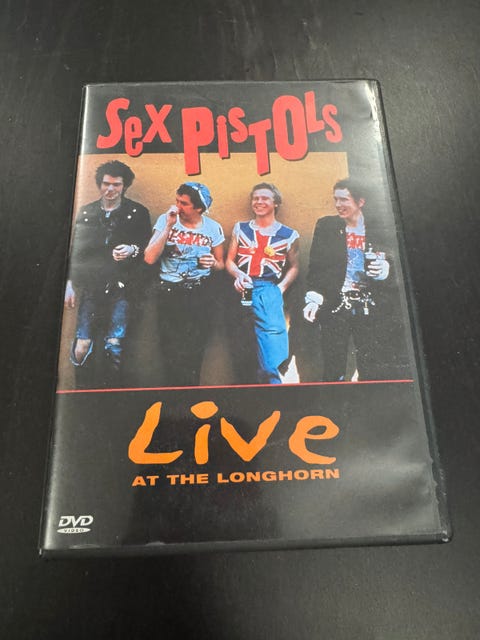 Sex PisTOLs
Live
AT THE LONGHORN
DVD
VIDEO